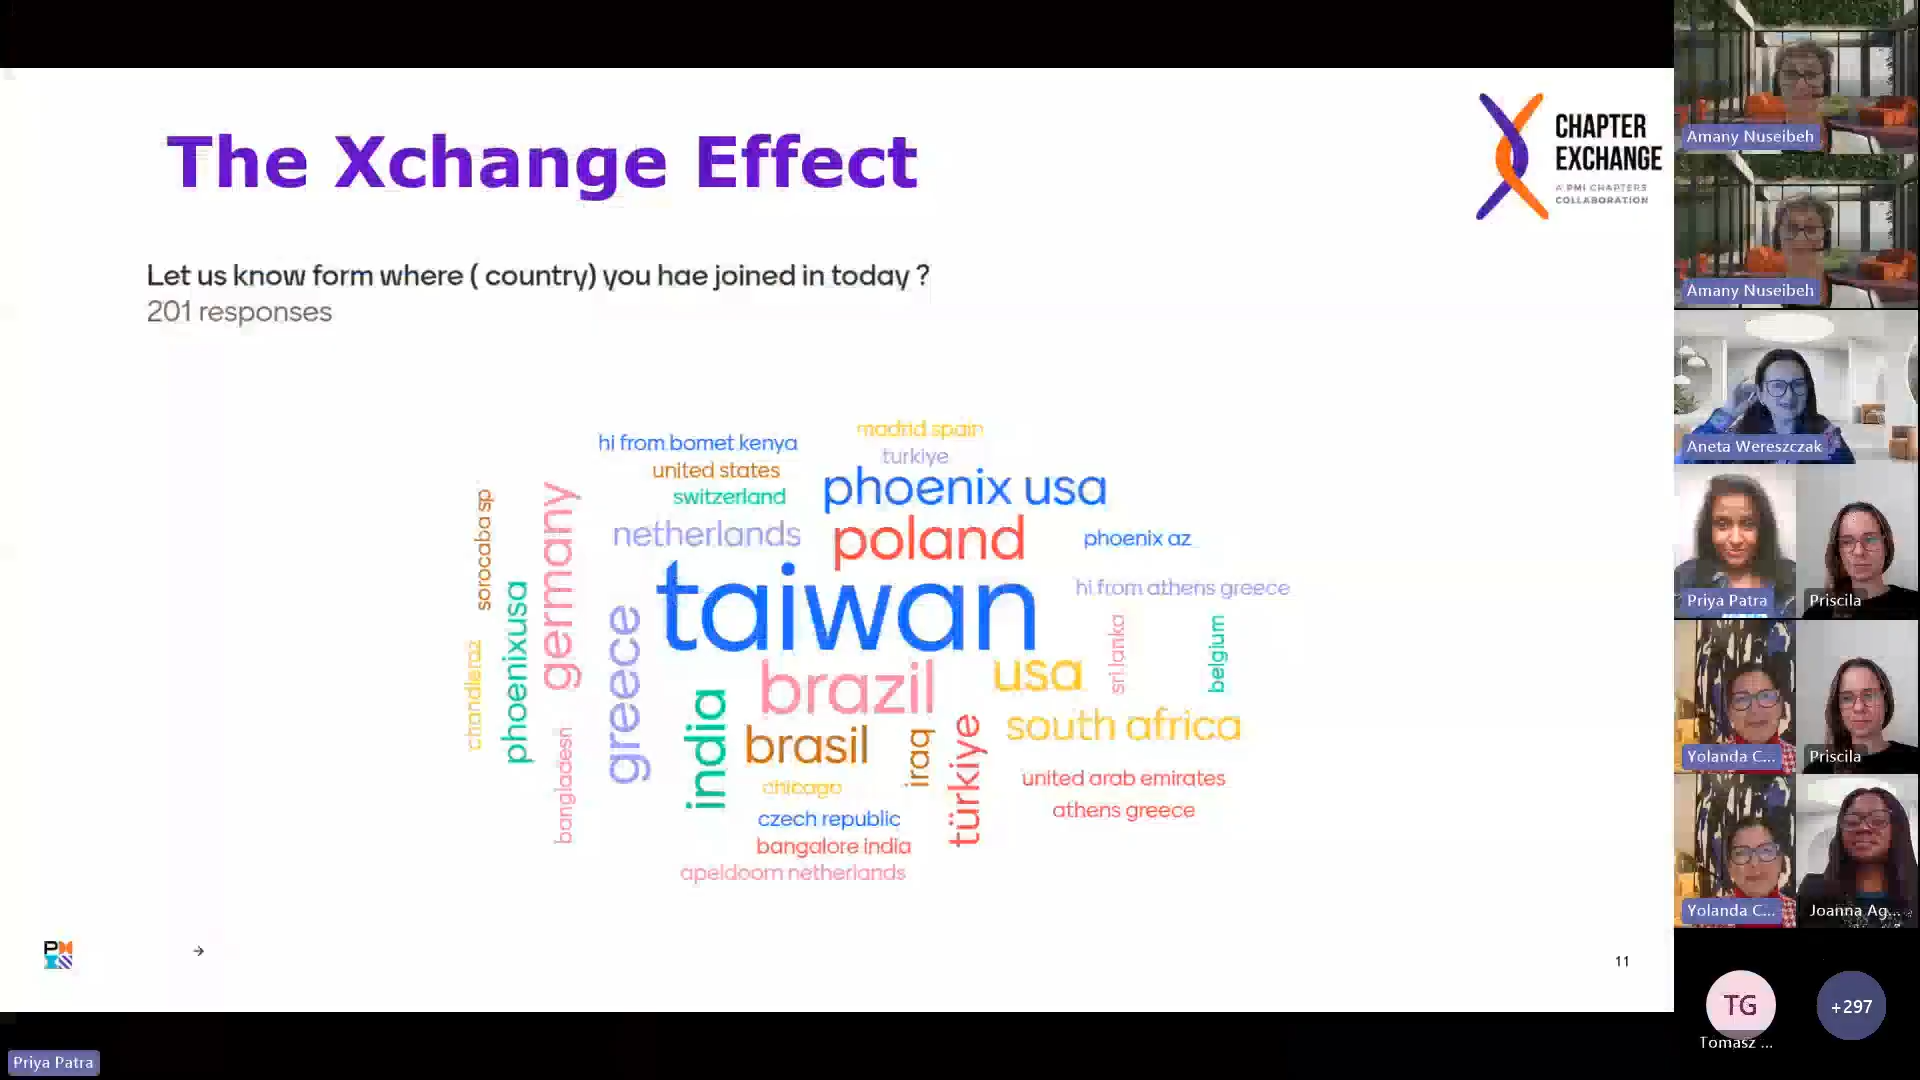 The Xchange Effect
CHAPTER
EXCHANGE
A PMI CHAPTERS
COLLABORATION
Let us know form where ( country) you hae joined in today ?
201 responses
madrid spain
hi from bomet kenya
turkiye
united states
phoenix usa
switzerland
sorocaba sp
germany
netherlands
poland
phoenix az
taiwan
hi from athens greece
phoenixusa
greece
sri lanka
belgium
chandleraz
brazil
usa
india
south africa
brasil
iraq
türkiye
bangladesh
chicago
united arab emirates
czech republic
athens greece
bangalore india
apeldoorn netherlands
PMI
→
11
Amany Nuseibeh
Amany Nuseibeh
Aneta Wereszczak
Priya Patra
Priscila
Yolanda C...
Priscila
Yolanda C...
Joanna Ag...
TG
+297
Tomasz ...
Priya Patra